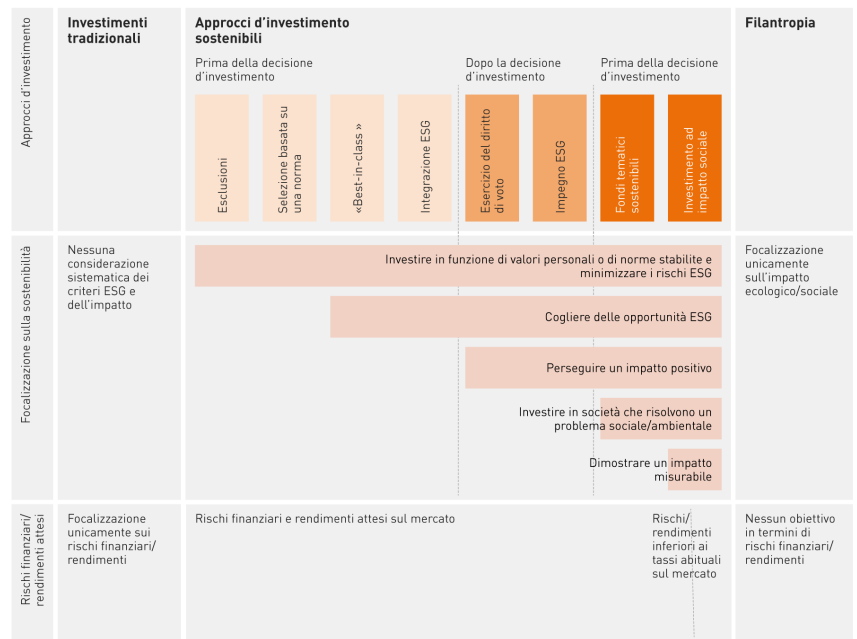 Approcci d'investimento
Investimenti
tradizionali
Approcci d'investimento
sostenibili
Filantropia
Prima della decisione
d'investimento
Dopo la decisione
d'investimento
Prima della decisione
d'investimento
Esclusioni
Selezione basata su
una norma
«Best-in-class »
Integrazione ESG
Esercizio del diritto
di voto
Impegno ESG
Fondi tematici
sostenibili
Investimento ad
impatto sociale
Focalizzazione sulla sostenibilità
Nessuna
considerazione
sistematica dei
criteri ESG e
dell'impatto
Investire in funzione di valori personali o di norme stabilite e
minimizzare i rischi ESG
Cogliere delle opportunità ESG
Perseguire un impatto positivo
Investire in società che risolvono un
problema sociale/ambientale
Dimostrare un impatto
misurabile
Focalizzazione
unicamente
sull'impatto
ecologico/sociale
Rischi finanziari/
rendimenti attesi
Focalizzazione
unicamente sui
rischi finanziari/
rendimenti
Rischi finanziari e rendimenti attesi sul mercato
Rischi/
rendimenti
inferiori ai
tassi abituali
sul mercato
Nessun obiettivo
in termini di
rischi finanziari/
rendimenti